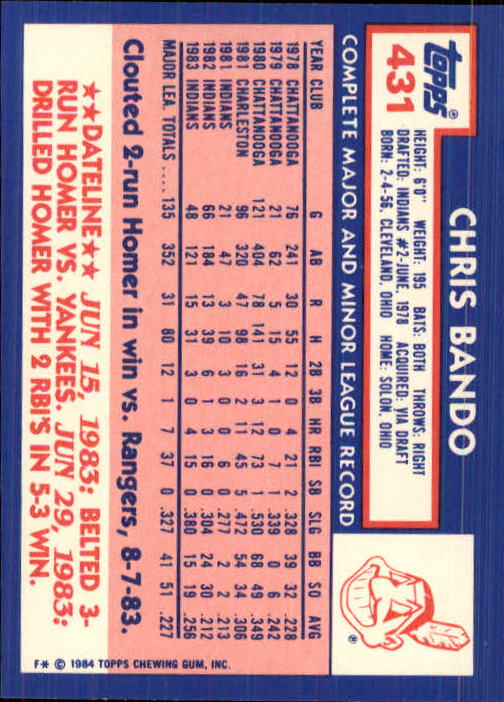 topps®
431
CHRIS BANDO
HEIGHT: 6'0" WEIGHT: 195 BATS: BOTH THROWS: RIGHT
DRAFTED: INDIANS #2-JUNE, 1978 ACQUIRED: VIA DRAFT
BORN: 2-4-56, CLEVELAND, OHIO HOME: SOLON, OHIO
®
COMPLETE MAJOR AND MINOR LEAGUE RECORD
YEAR CLUB G AB R H 2B 3B HR RBI SB SLG BB SO AVG
1978 CHATTANOOGA 76 241 30 55 12 0 4 21 2 .328 39 32 .228
1979 CHATTANOOGA 21 62 5 15 4 1 0 7 1 .339 0 6 .242
1980 CHATTANOOGA 121 404 78 141 31 3 12 73 1 .530 68 49 .349
1981 CHARLESTON 96 320 47 98 16 2 11 45 5 .472 54 34 .306
1981 INDIANS 21 47 3 10 3 0 0 6 0 .277 2 2 .213
1982 INDIANS 66 184 13 39 6 1 3 16 0 .304 24 30 .212
1983 INDIANS 48 121 15 31 3 0 4 15 0 .380 15 19 .256
MAJOR LEA. TOTALS .... 135 352 31 80 12 1 7 37 0 .327 41 51 .227
Clouted 2-run Homer in win vs. Rangers, 8-7-83.
★★DATELINE★★ JUN 15, 1983: BELTED 3-
RUN HOMER VS. YANKEES. JUN 29, 1983:
DRILLED HOMER WITH 2 RBI'S IN 5-3 WIN.
F* © 1984 TOPPS CHEWING GUM, INC.